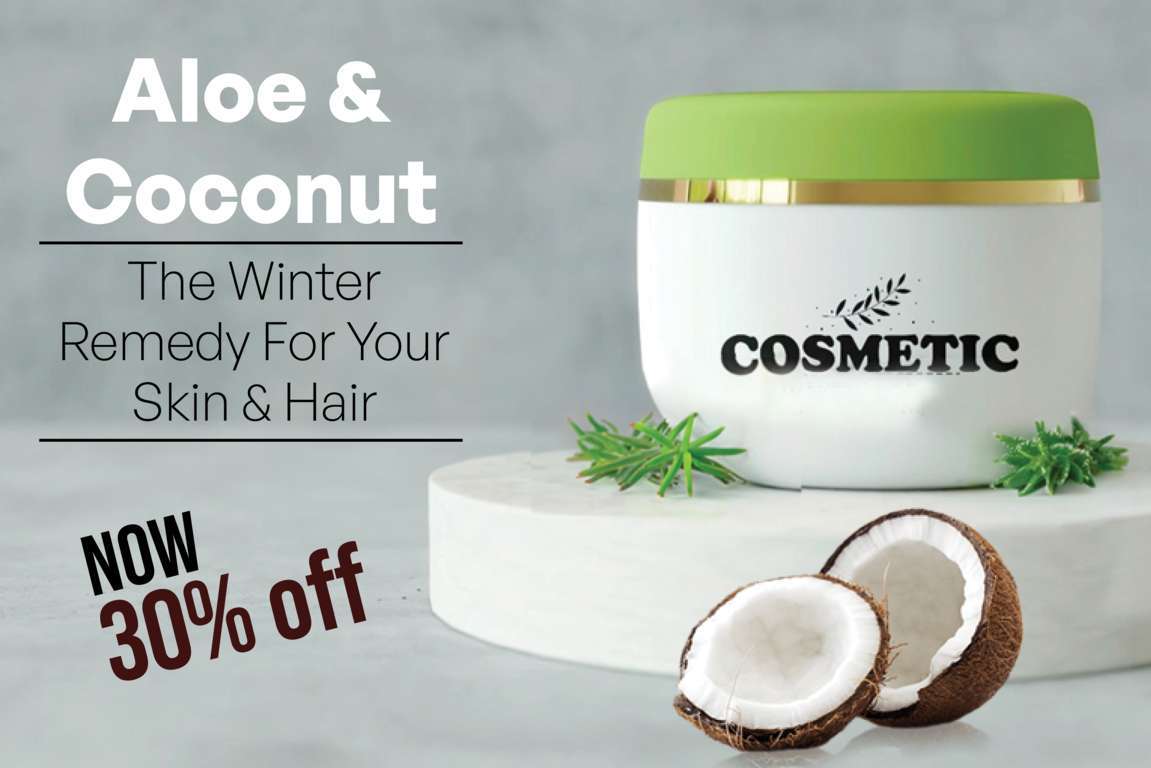 Aloe &
Coconut
The Winter
Remedy For Your
Skin & Hair
NOW
30% off
COSMETIC